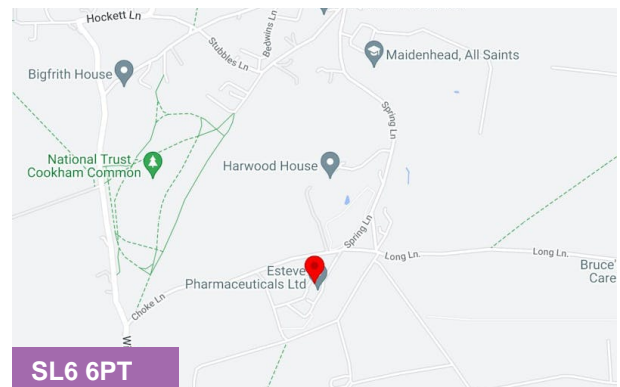 Hockett Ln
Stubbles Ln
Bedwins Ln
Maidenhead, All Saints
Bigfrith House
Spring Ln
National Trust
Cookham Common
Harwood House
Spring Ln
Long Ln.
Long Ln.
Esteve
Pharmaceuticals Ltd
Bruce'
Care
Choke Ln
SL6 6PT